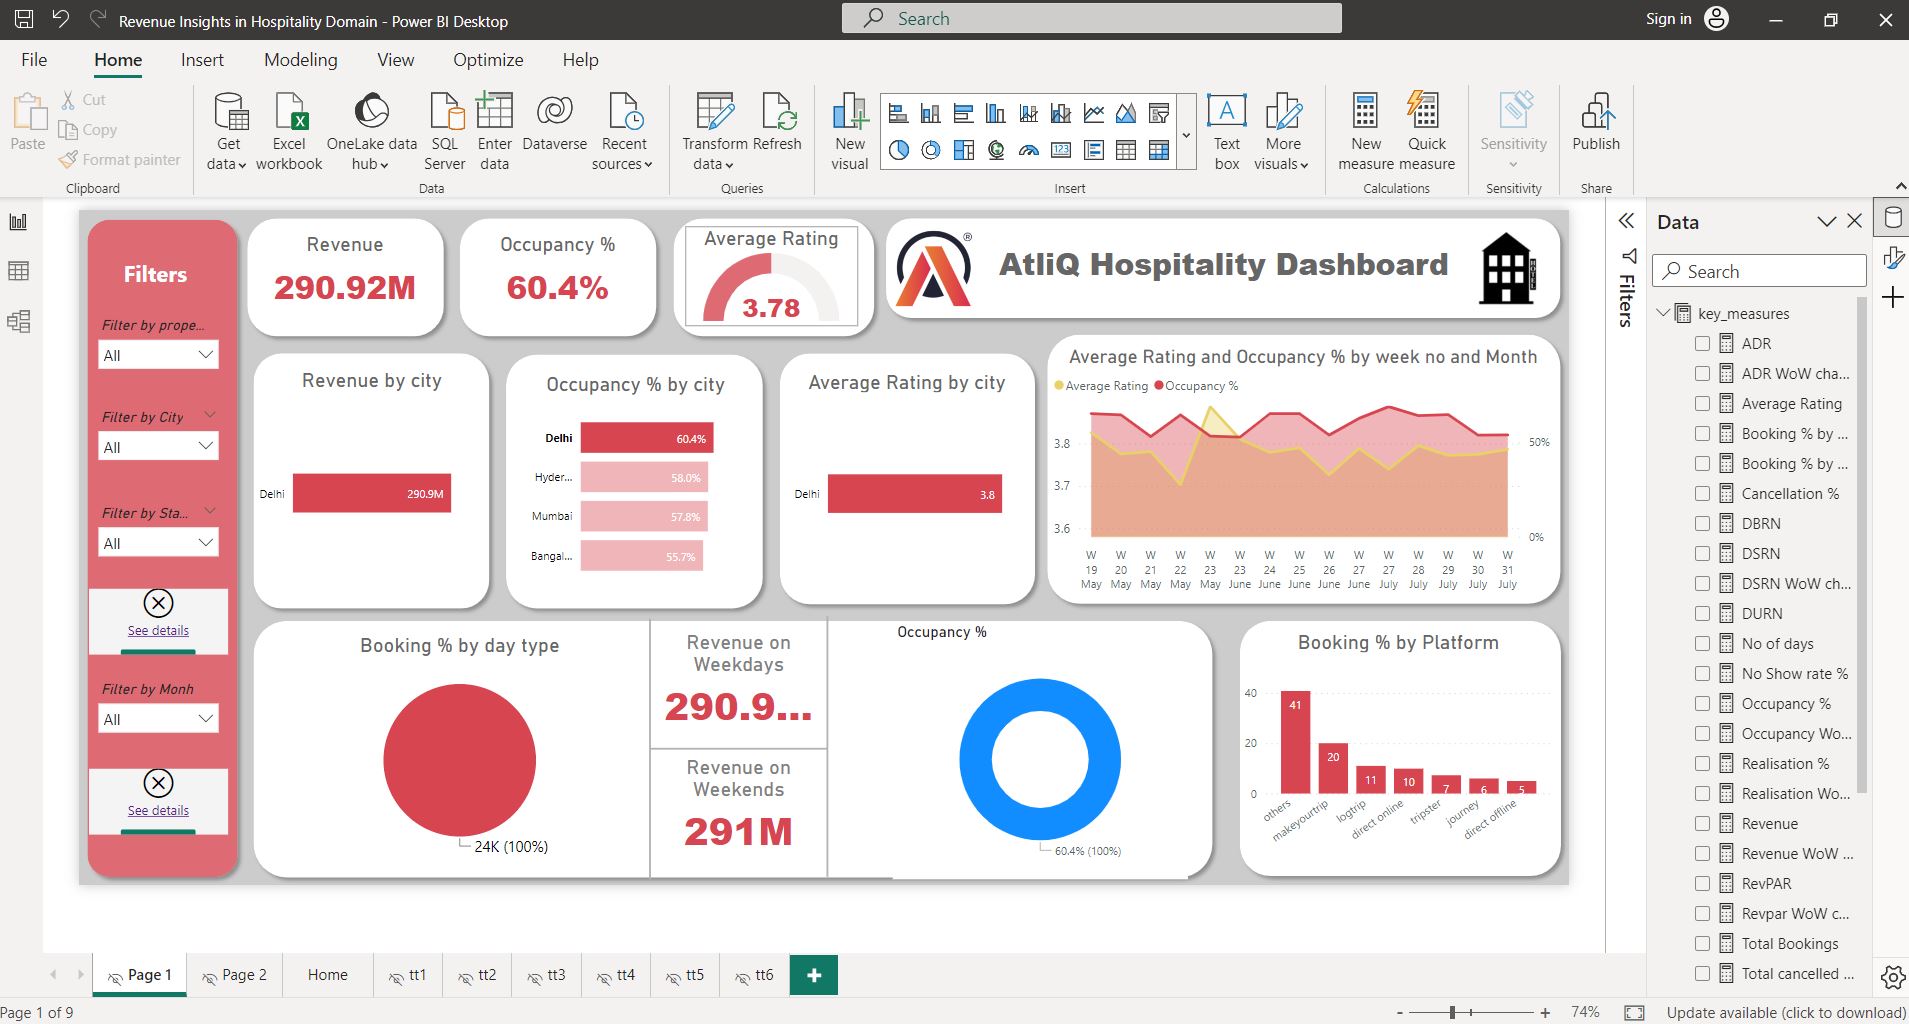 Revenue Insights in Hospitality Domain - Power BI Desktop
Search
Sign in
File
Home
Insert
Modeling
View
Optimize
Help
Paste
Cut
Copy
Format painter
Clipboard
Get
data
Excel
workbook
OneLake data
hub
SQL
Server
Enter
data
Dataverse
Recent
sources
Data
Transform
data
Refresh
Queries
New
visual
123
Insert
A
Text
box
More
visuals
New
measure
Quick
measure
Calculations
Sensitivity
Sensitivity
Publish
Share
Filters
Filter by prope...
All
Filter by City
All
Filter by Sta...
All
See details
Filter by Monh
All
See details
Revenue
290.92M
Occupancy %
60.4%
Average Rating
3.78
®
AtliQ Hospitality Dashboard
HOTEL
Revenue by city
Delhi
290.9M
Occupancy % by city
Delhi
60.4%
Hyder...
58.0%
Mumbai
57.8%
Bangal...
55.7%
Average Rating by city
Delhi
3.8
Average Rating and Occupancy % by week no and Month
Average Rating
Occupancy %
3.8
3.7
3.6
50%
0%
W W W W W W W W W W W W W W W
19 20 21 22 23 23 24 25 26 27 27 28 29 30 31
May May May May May June June June June June July July July July July
Booking % by day type
24K (100%)
Revenue on
Weekdays
290.9...
Revenue on
Weekends
291M
Occupancy %
60.4% (100%)
Booking % by Platform
40
20
0
41
20
11
10
7
6
5
others
makeyourtrip
logtrip
direct online
tripster
journey
direct offline
Filters
Data
Search
key_measures
ADR
ADR WoW cha...
Average Rating
Booking % by ...
Booking % by ...
Cancellation %
DBRN
DSRN
DSRN WoW ch...
DURN
No of days
No Show rate %
Occupancy %
Occupancy Wo...
Realisation %
Realisation Wo...
Revenue
Revenue WoW ...
RevPAR
Revpar WoW c...
Total Bookings
Total cancelled ...
Page 1
Page 2
Home
tt1
tt2
tt3
tt4
tt5
tt6
+
Page 1 of 9
- + 74%
Update available (click to download)